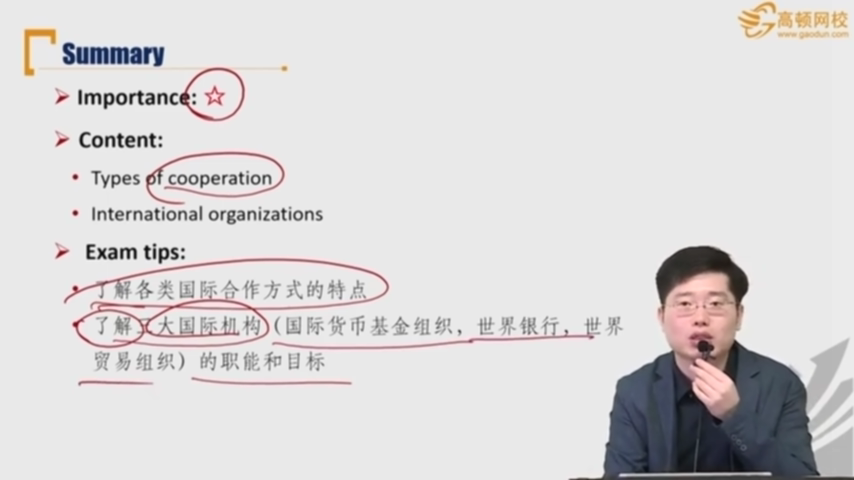 高顿网校
www.gaodun.com
Summary
Importance: ☆
Content:
Types of cooperation
International organizations
Exam tips:
了解各类国际合作方式的特点
了解三大国际机构（国际货币基金组织，世界银行，世界
贸易组织）的职能和目标